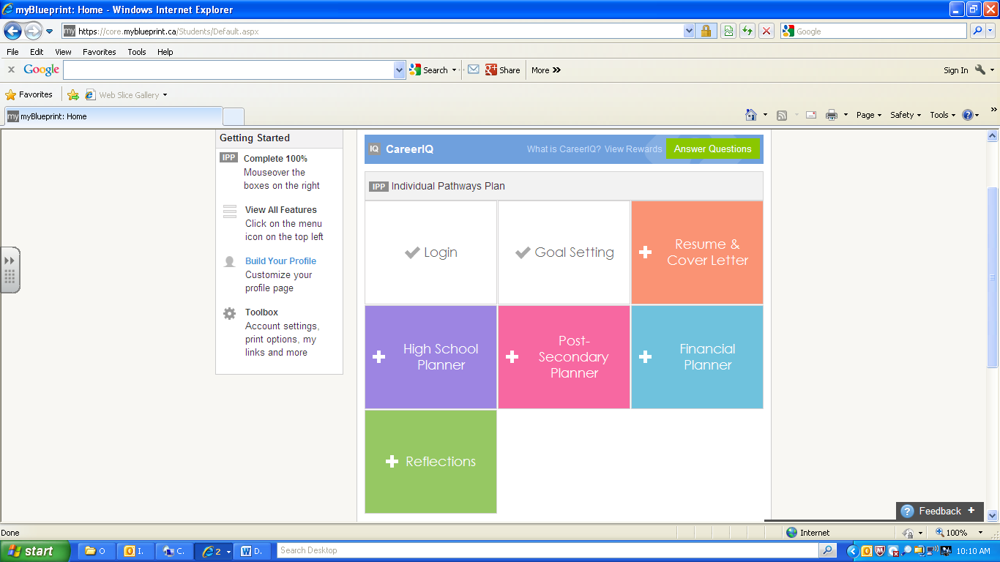 myBlueprint: Home - Windows Internet Explorer
my https://core.myblueprint.ca/Students/Default.aspx
Google
File Edit View Favorites Tools Help
x Google Search Share More »
Sign In
Favorites Web Slice Gallery
my myBlueprint: Home
Page Safety Tools »
Getting Started
IPP Complete 100%
Mouseover the
boxes on the right
View All Features
Click on the menu
icon on the top left
Build Your Profile
Customize your
profile page
Toolbox
Account settings,
print options, my
links and more
IQ CareerIQ What is CareerIQ? View Rewards Answer Questions
IPP Individual Pathways Plan
Login
Goal Setting
Resume &
Cover Letter
High School
Planner
Post-
Secondary
Planner
Financial
Planner
Reflections
? Feedback +
Done Internet 100%
start O I. C. 2 D. Search Desktop 10:10 AM